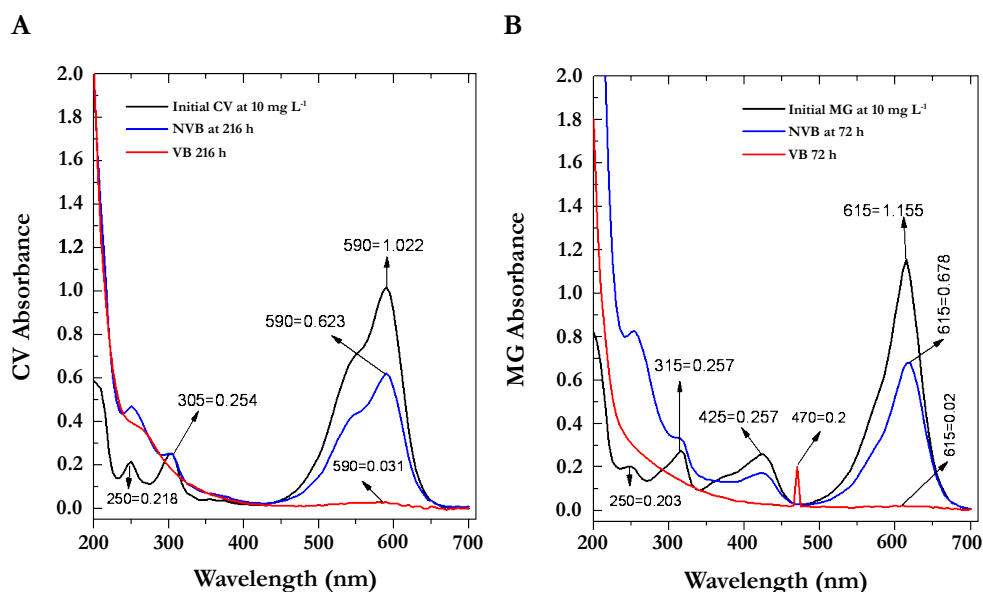 A
2.0
1.8
1.6
1.4
1.2
1.0
0.8
0.6
0.4
0.2
0.0
CV Absorbance
Initial CV at 10 mg L-1
NVB at 216 h
VB 216 h
590=1.022
590=0.623
305=0.254
590=0.031
250=0.218
200 300 400 500 600 700
Wavelength (nm)
B
2.0
1.8
1.6
1.4
1.2
1.0
0.8
0.6
0.4
0.2
0.0
MG Absorbance
Initial MG at 10 mg L-1
NVB at 72 h
VB 72 h
615=1.155
615=0.678
315=0.257
425=0.257
470=0.2
615=0.02
250=0.203
200 300 400 500 600 700
Wavelength (nm)